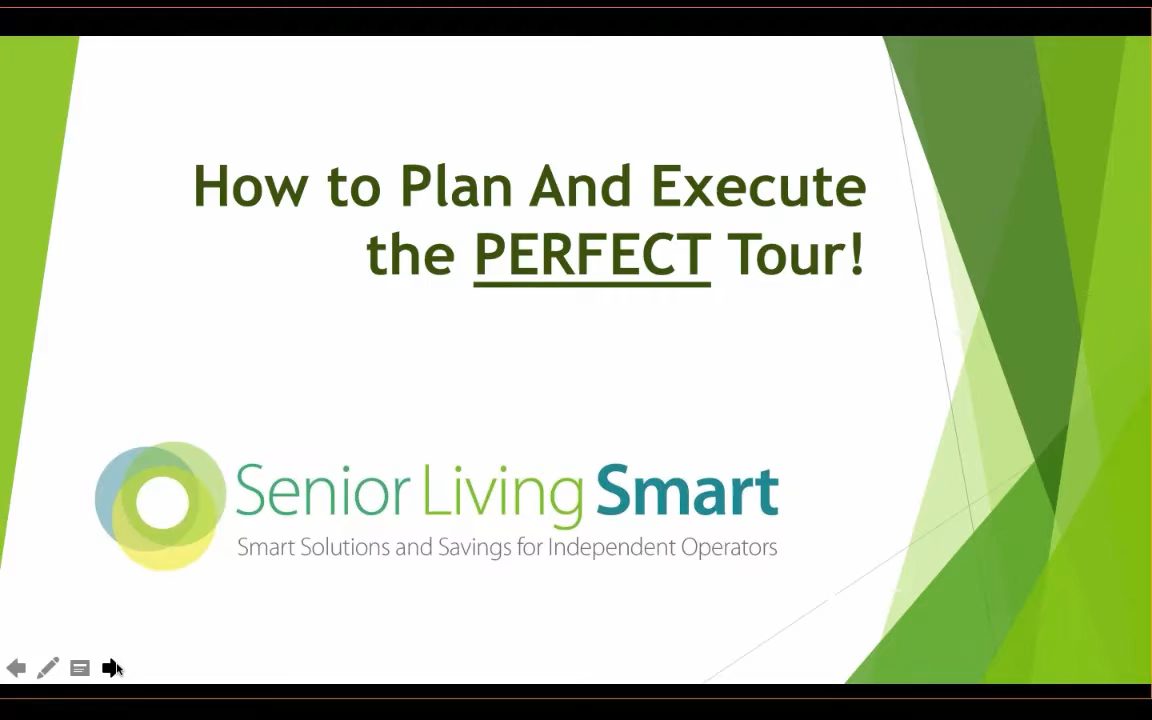 How to Plan And Execute
the PERFECT Tour!
Senior Living Smart
Smart Solutions and Savings for Independent Operators